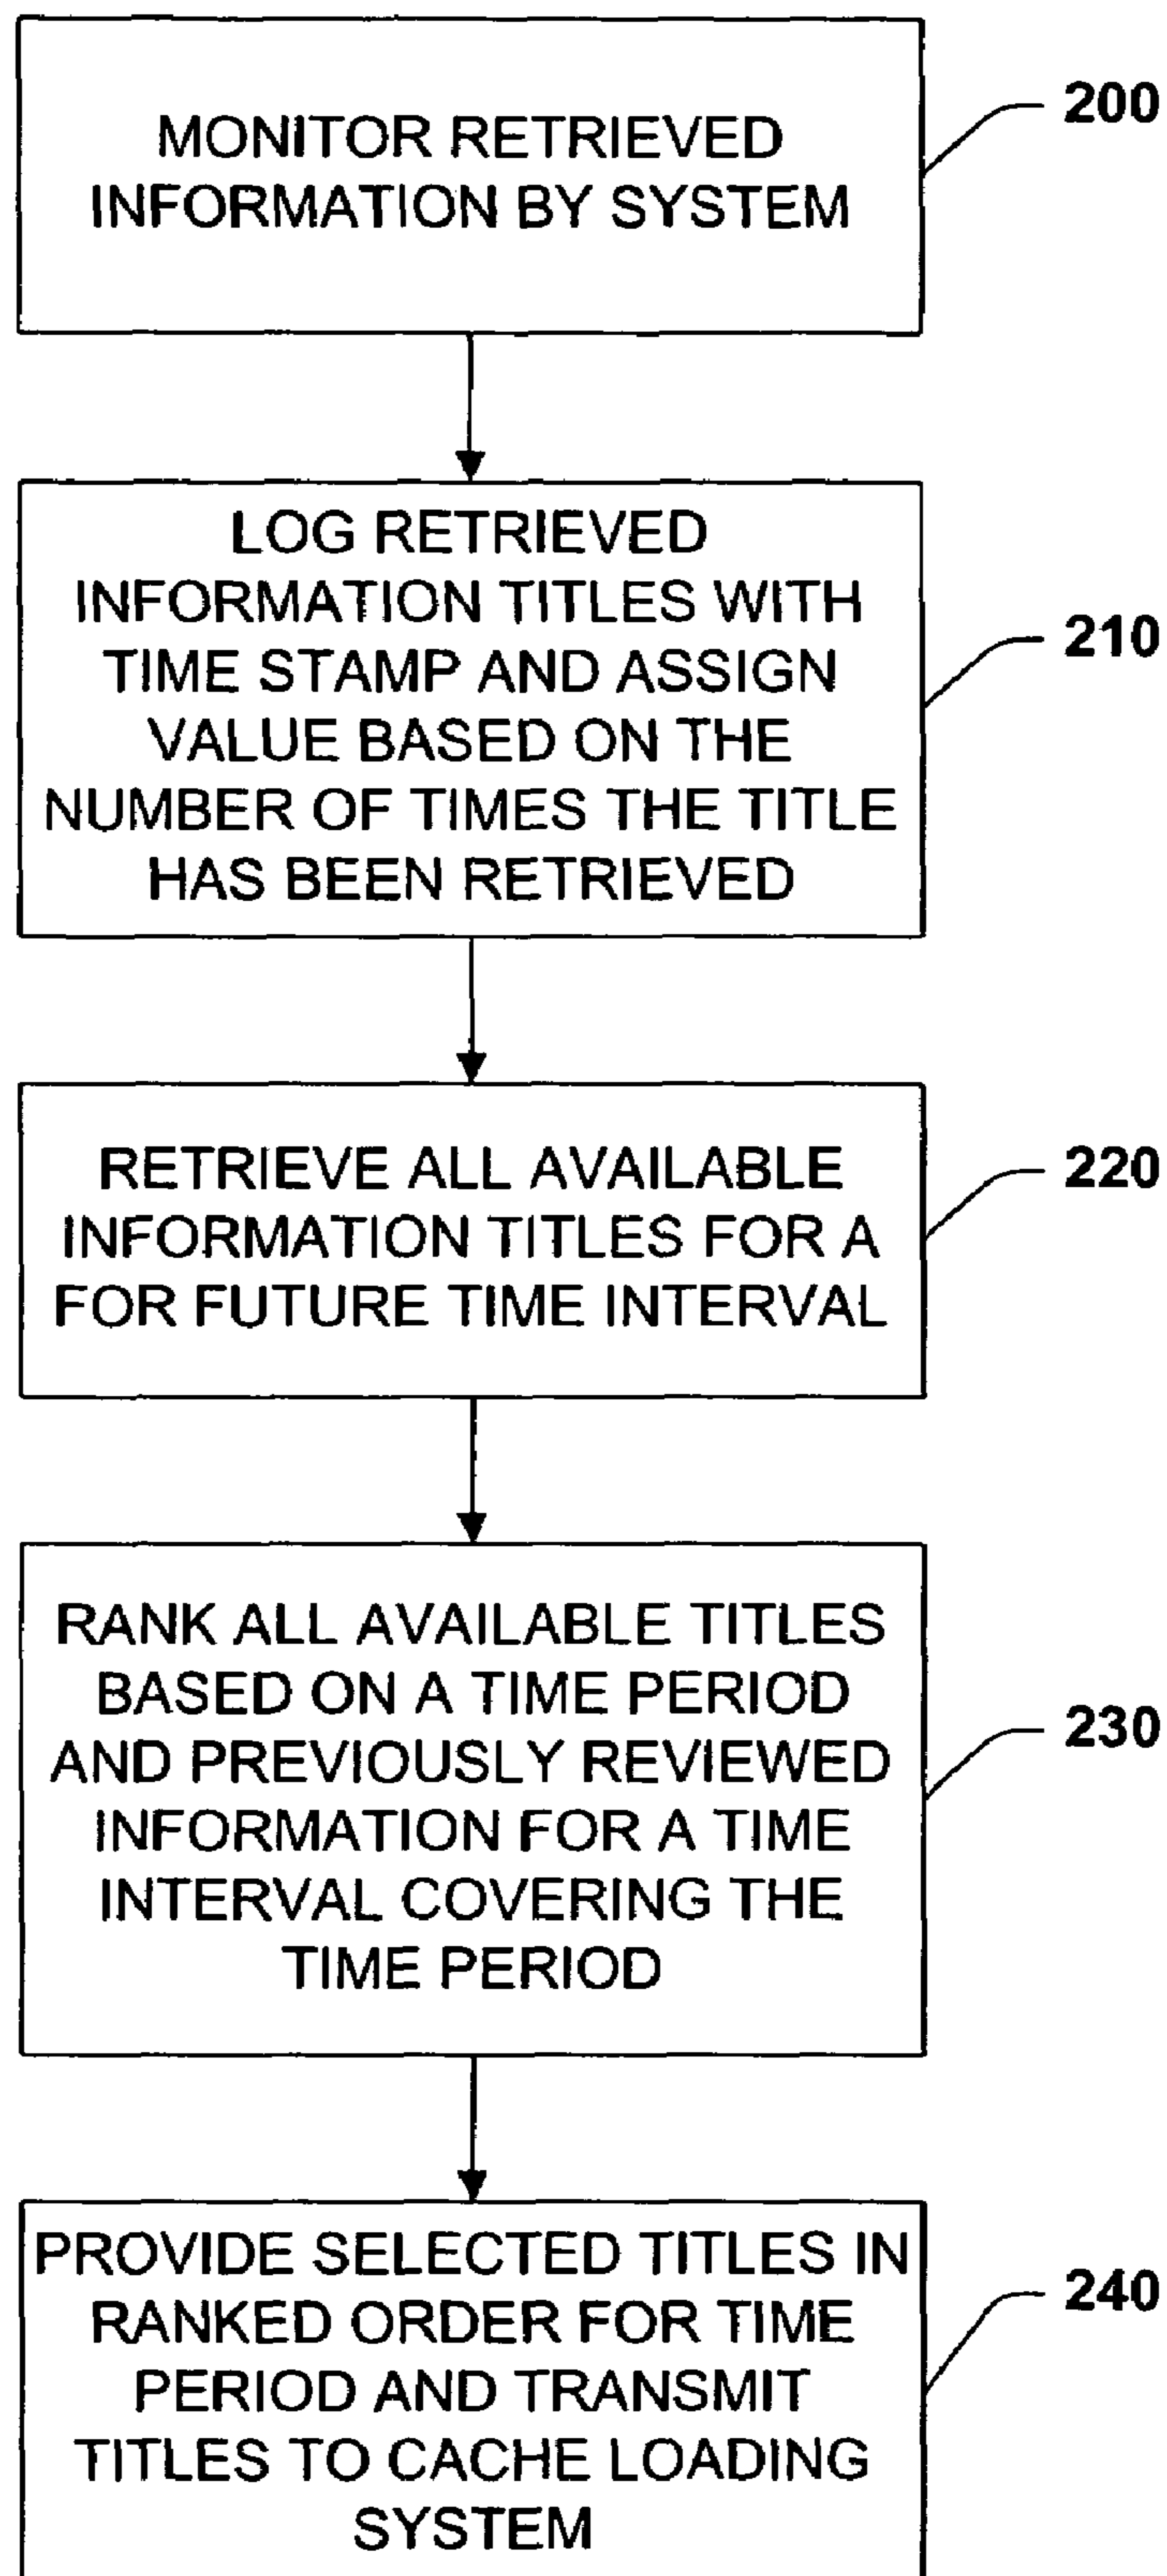 MONITOR RETRIEVED
INFORMATION BY SYSTEM
200
LOG RETRIEVED
INFORMATION TITLES WITH
TIME STAMP AND ASSIGN
VALUE BASED ON THE
NUMBER OF TIMES THE TITLE
HAS BEEN RETRIEVED
210
RETRIEVE ALL AVAILABLE
INFORMATION TITLES FOR A
FOR FUTURE TIME INTERVAL
220
RANK ALL AVAILABLE TITLES
BASED ON A TIME PERIOD
AND PREVIOUSLY REVIEWED
INFORMATION FOR A TIME
INTERVAL COVERING THE
TIME PERIOD
230
PROVIDE SELECTED TITLES IN
RANKED ORDER FOR TIME
PERIOD AND TRANSMIT
TITLES TO CACHE LOADING
SYSTEM
240